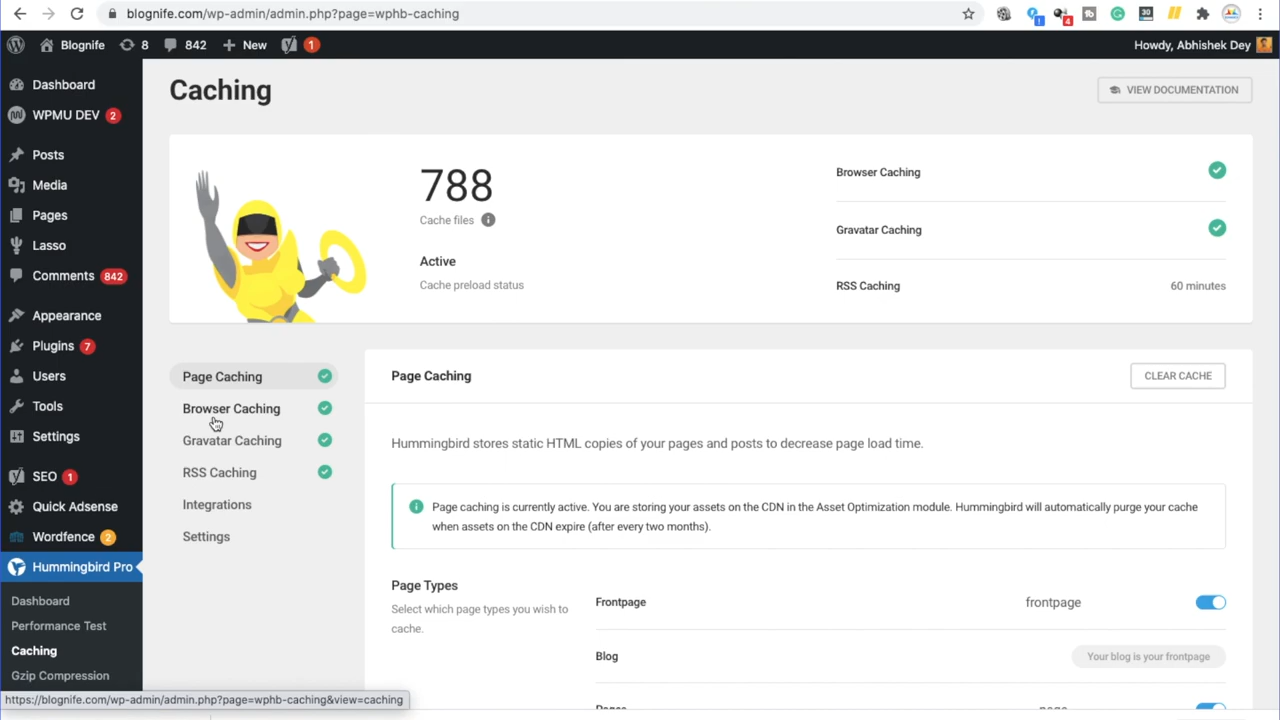 blognife.com/wp-admin/admin.php?page=wphb-caching
30
!
4
Blognife
8
842
New
1
Howdy, Abhishek Dey
Dashboard
WPMU DEV 2
Posts
Media
Pages
Lasso
Comments 842
Appearance
Plugins 7
Users
Tools
Settings
SEO 1
Quick Adsense
Wordfence 2
Hummingbird Pro
Dashboard
Performance Test
Caching
Gzip Compression
Caching
VIEW DOCUMENTATION
788
Cache files
Active
Cache preload status
Browser Caching
Gravatar Caching
RSS Caching 60 minutes
Page Caching
Browser Caching
Gravatar Caching
RSS Caching
Integrations
Settings
Page Caching
CLEAR CACHE
Hummingbird stores static HTML copies of your pages and posts to decrease page load time.
Page caching is currently active. You are storing your assets on the CDN in the Asset Optimization module. Hummingbird will automatically purge your cache
when assets on the CDN expire (after every two months).
Page Types
Select which page types you wish to
cache.
Frontpage frontpage
Blog Your blog is your frontpage
https://blognife.com/wp-admin/admin.php?page=wphb-caching&view=caching